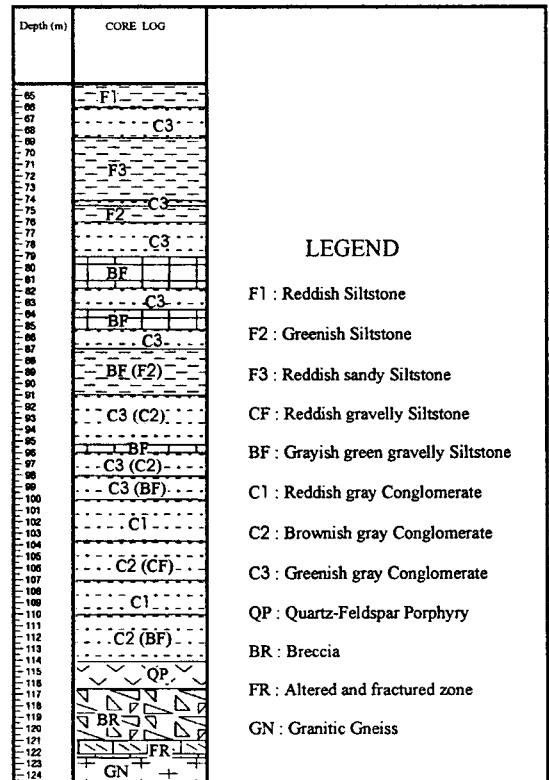 Depth (m) CORE LOG
65
66
67
68
69
70
71
72
73
74
75
76
77
78
79
80
81
82
83
84
85
86
87
88
89
90
91
92
93
94
95
96
97
98
99
100
101
102
103
104
105
106
107
108
109
110
111
112
113
114
115
116
117
118
119
120
121
122
123
124
F1
C3
F3
C3
F2
C3
BF
C3
BF
C3
BF (F2)
C3 (C2)
BF
C3 (C2)
C3 (BF)
C1
C2 (CF)
C1
C2 (BF)
QP
BR
FR
GN
LEGEND
F1 : Reddish Siltstone
F2 : Greenish Siltstone
F3 : Reddish sandy Siltstone
CF : Reddish gravelly Siltstone
BF : Grayish green gravelly Siltstone
C1 : Reddish gray Conglomerate
C2 : Brownish gray Conglomerate
C3 : Greenish gray Conglomerate
QP : Quartz-Feldspar Porphyry
BR : Breccia
FR : Altered and fractured zone
GN : Granitic Gneiss